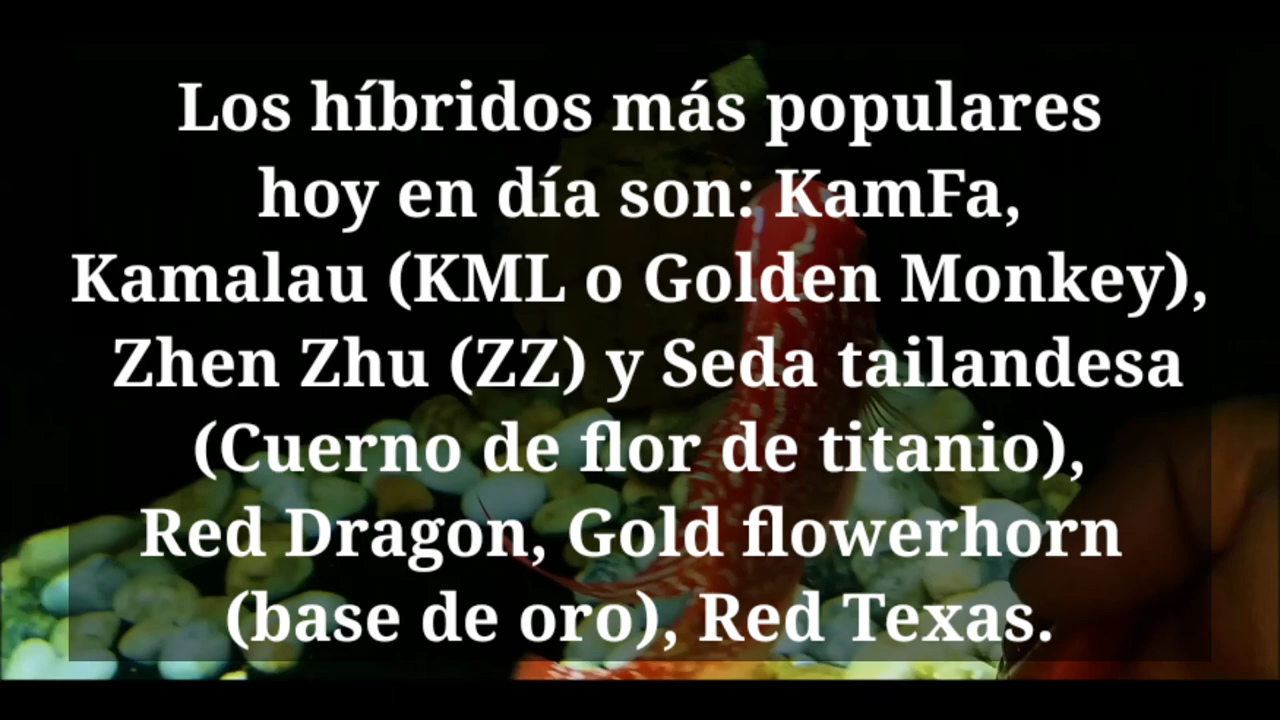 Los híbridos más populares
hoy en día son: KamFa,
Kamalau (KML o Golden Monkey),
Zhen Zhu (ZZ) y Seda tailandesa
(Cuerno de flor de titanio),
Red Dragon, Gold flowerhorn
(base de oro), Red Texas.